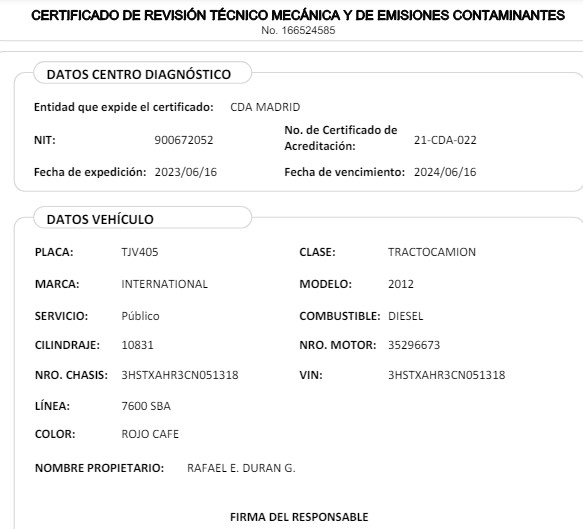 CERTIFICADO DE REVISIÓN TÉCNICO MECÁNICA Y DE EMISIONES CONTAMINANTES
No. 166524585
DATOS CENTRO DIAGNÓSTICO
Entidad que expide el certificado: CDA MADRID
NIT: 900672052 No. de Certificado de Acreditación: 21-CDA-022
Fecha de expedición: 2023/06/16 Fecha de vencimiento: 2024/06/16
DATOS VEHÍCULO
PLACA: TJV405 CLASE: TRACTOCAMION
MARCA: INTERNATIONAL MODELO: 2012
SERVICIO: Público COMBUSTIBLE: DIESEL
CILINDRAJE: 10831 NRO. MOTOR: 35296673
NRO. CHASIS: 3HSTXAHR3CN051318 VIN: 3HSTXAHR3CN051318
LÍNEA: 7600 SBA
COLOR: ROJO CAFE
NOMBRE PROPIETARIO: RAFAEL E. DURAN G.
FIRMA DEL RESPONSABLE